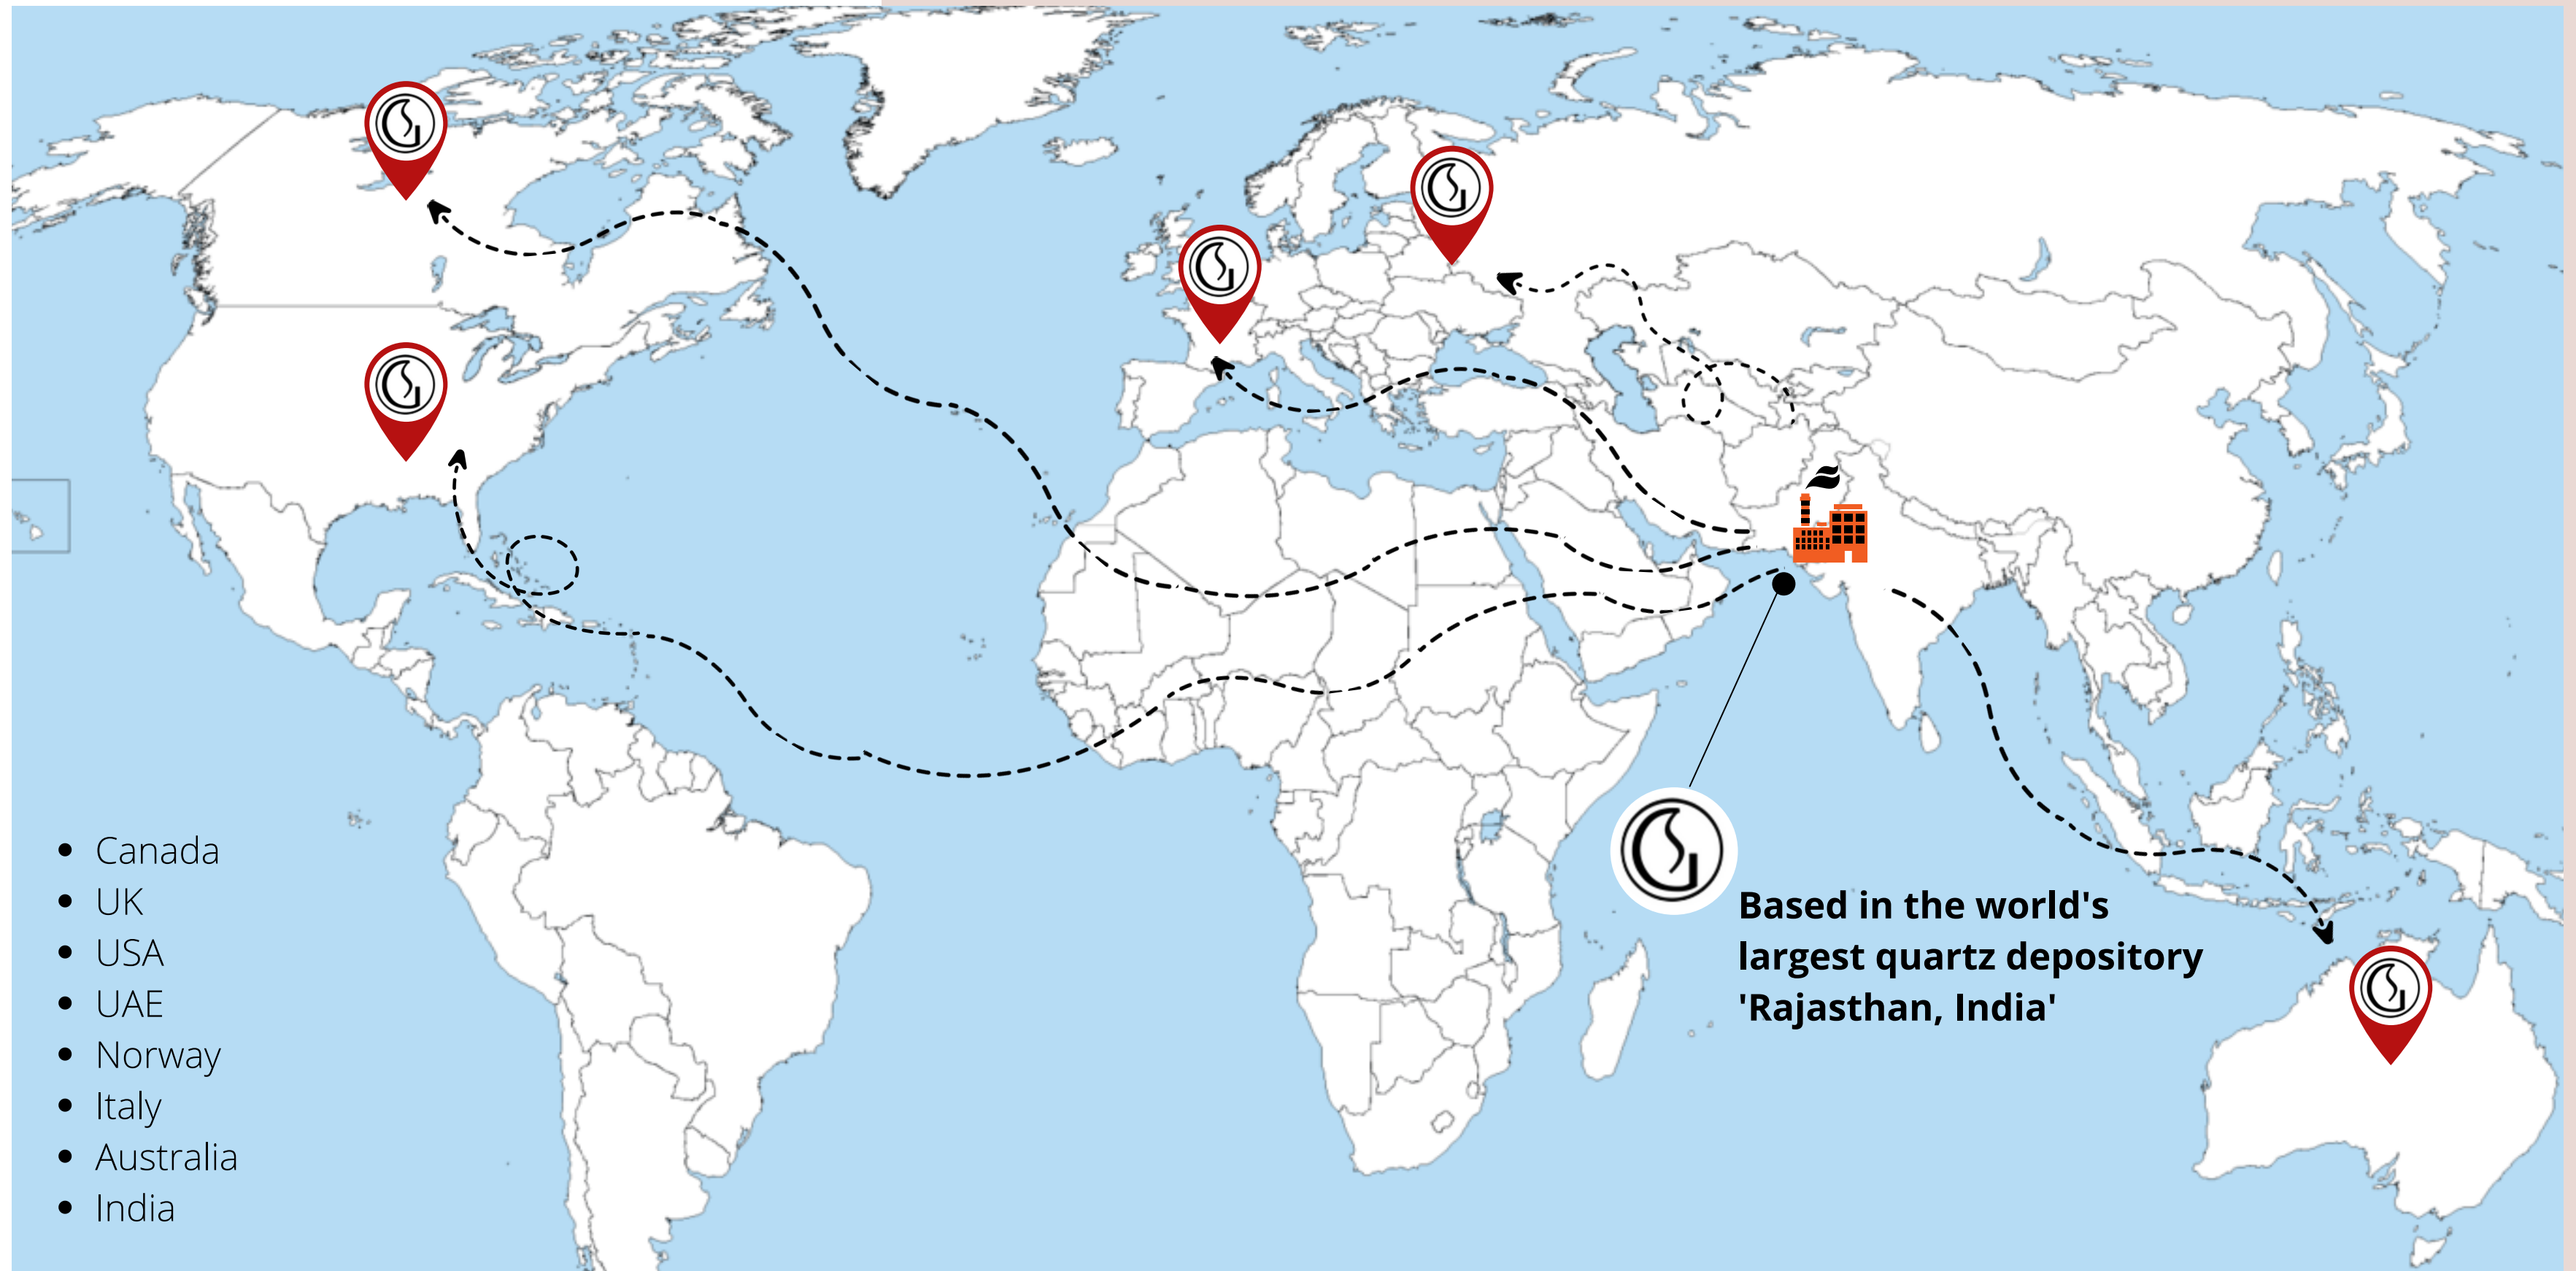 • Canada
• UK
• USA
• UAE
• Norway
• Italy
• Australia
• India
Based in the world's
largest quartz depository
'Rajasthan, India'